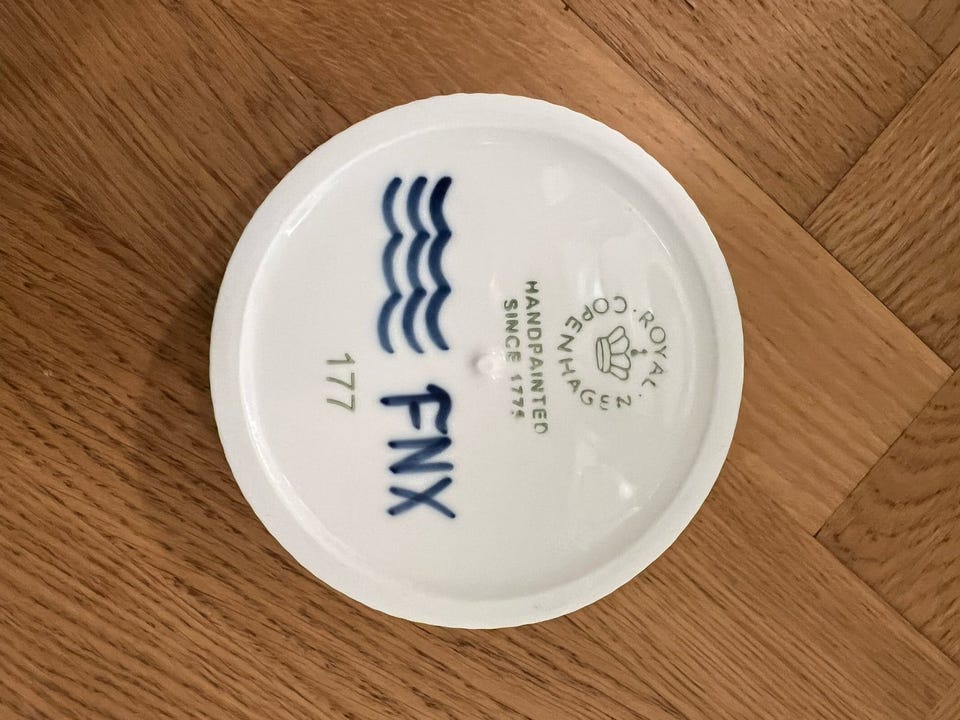 ROYAL.
COPENHAGEN
HANDPAINTED
SINCE 1775
FNX
177